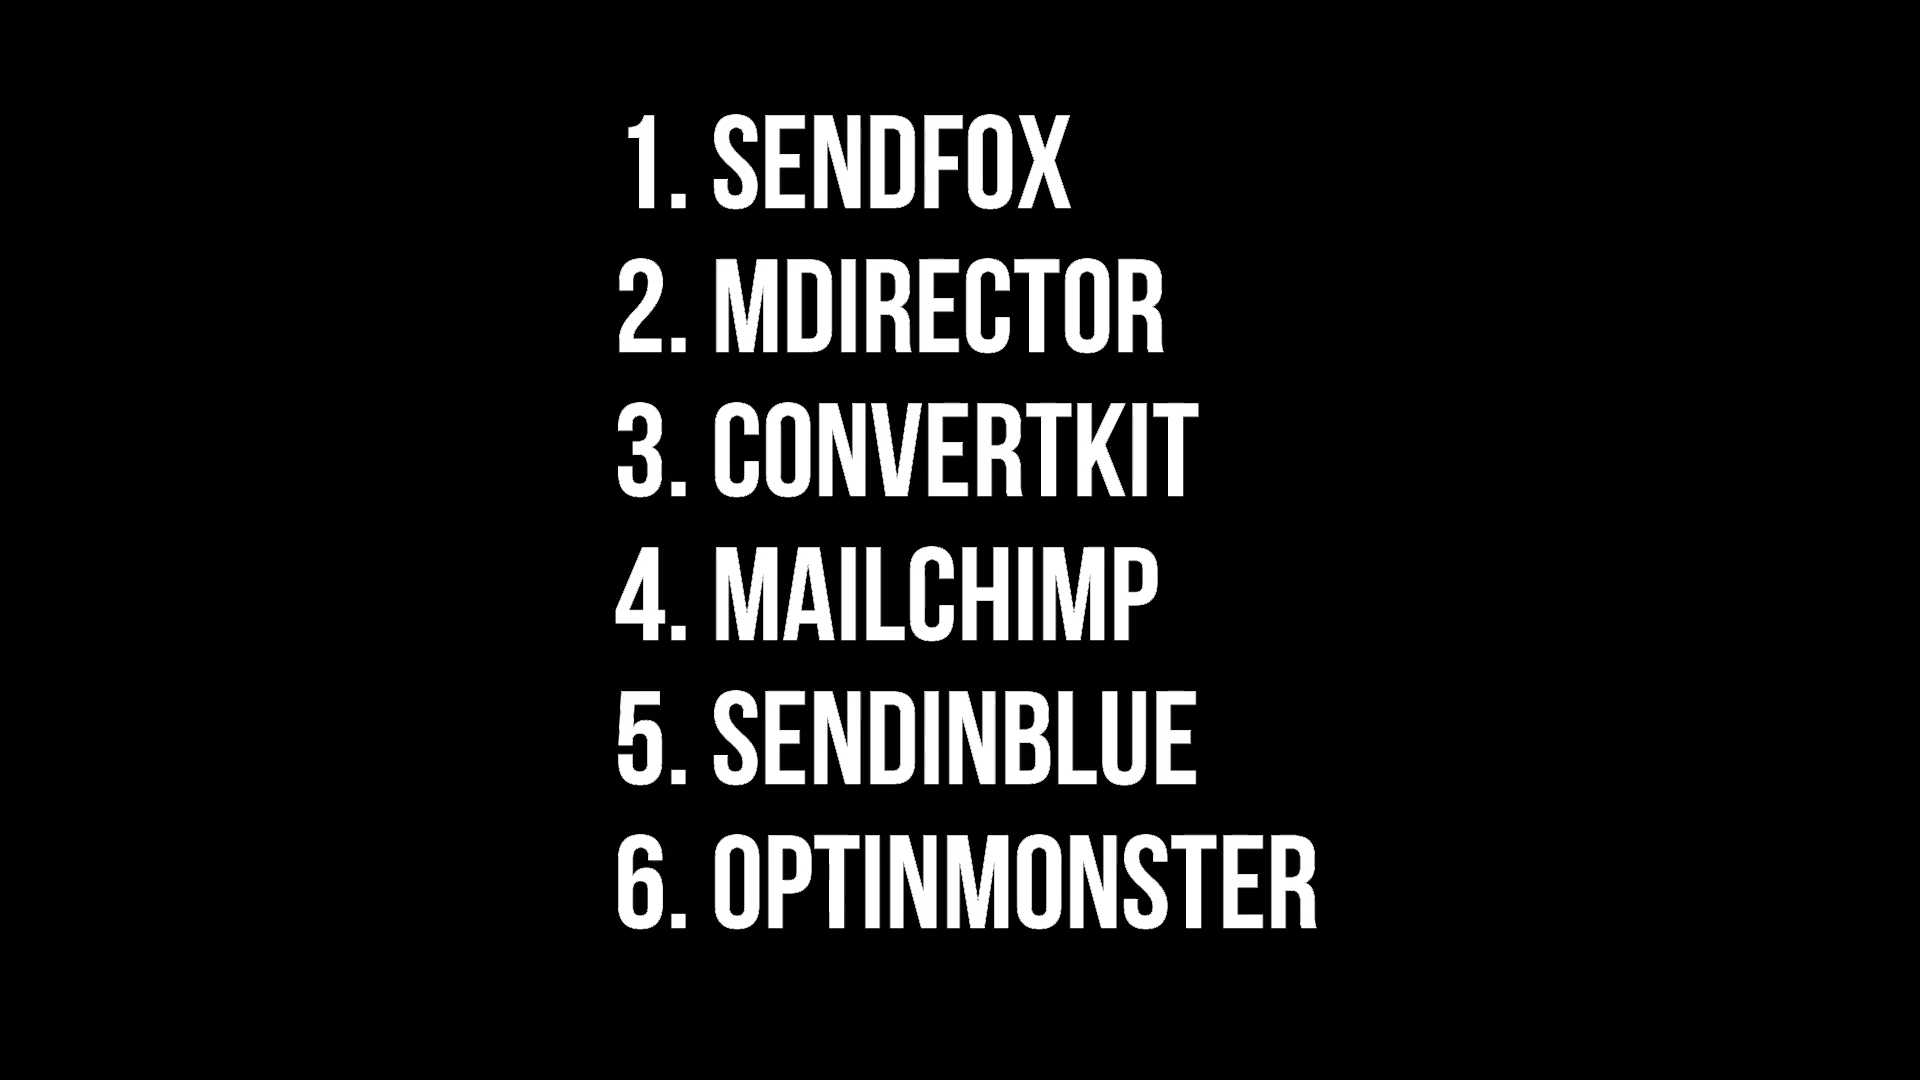 1. SENDFOX
2. MDIRECTOR
3. CONVERTKIT
4. MAILCHIMP
5. SENDINBLUE
6. OPTINMONSTER